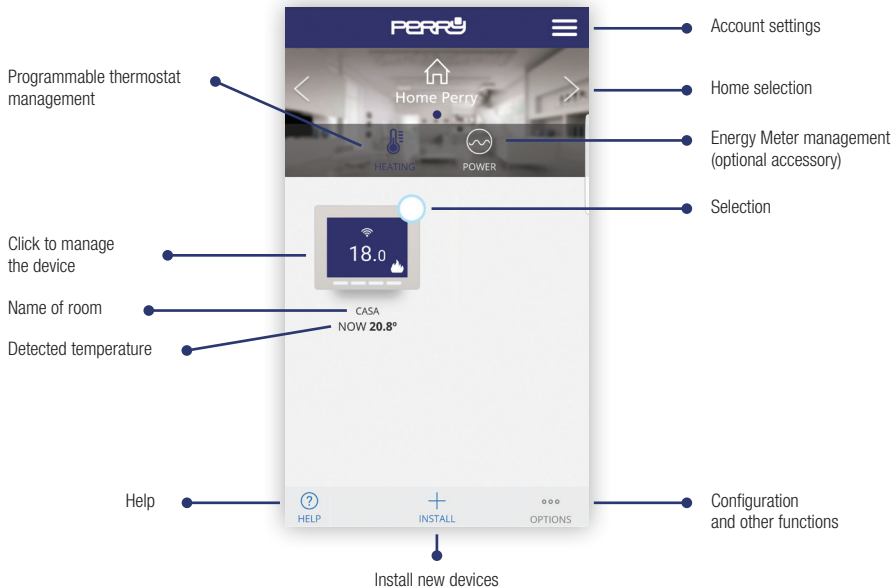 PERRY
Account settings
Programmable thermostat
management
Home Perry
Home selection
HEATING
POWER
Energy Meter management
(optional accessory)
Selection
Click to manage
the device
18.0
Name of room
CASA
Detected temperature
NOW 20.8°
Help
?
HELP
INSTALL
OPTIONS
Configuration
and other functions
Install new devices